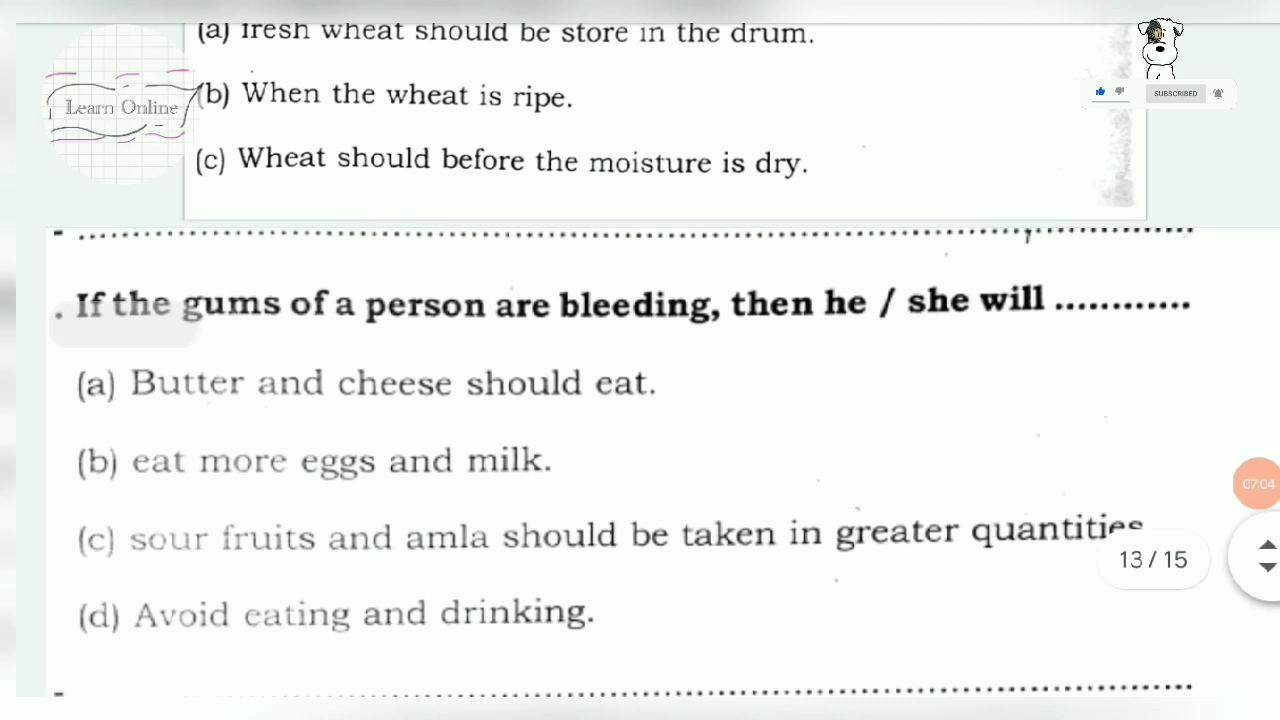 (a) fresh wheat should be store in the drum.
Learn Online
(b) When the wheat is ripe.
SUBSCRIBED
(c) Wheat should before the moisture is dry.
. If the gums of a person are bleeding, then he / she will ............
(a) Butter and cheese should eat.
(b) eat more eggs and milk.
07:04
(c) sour fruits and amla should be taken in greater quantities
13 / 15
(d) Avoid eating and drinking.